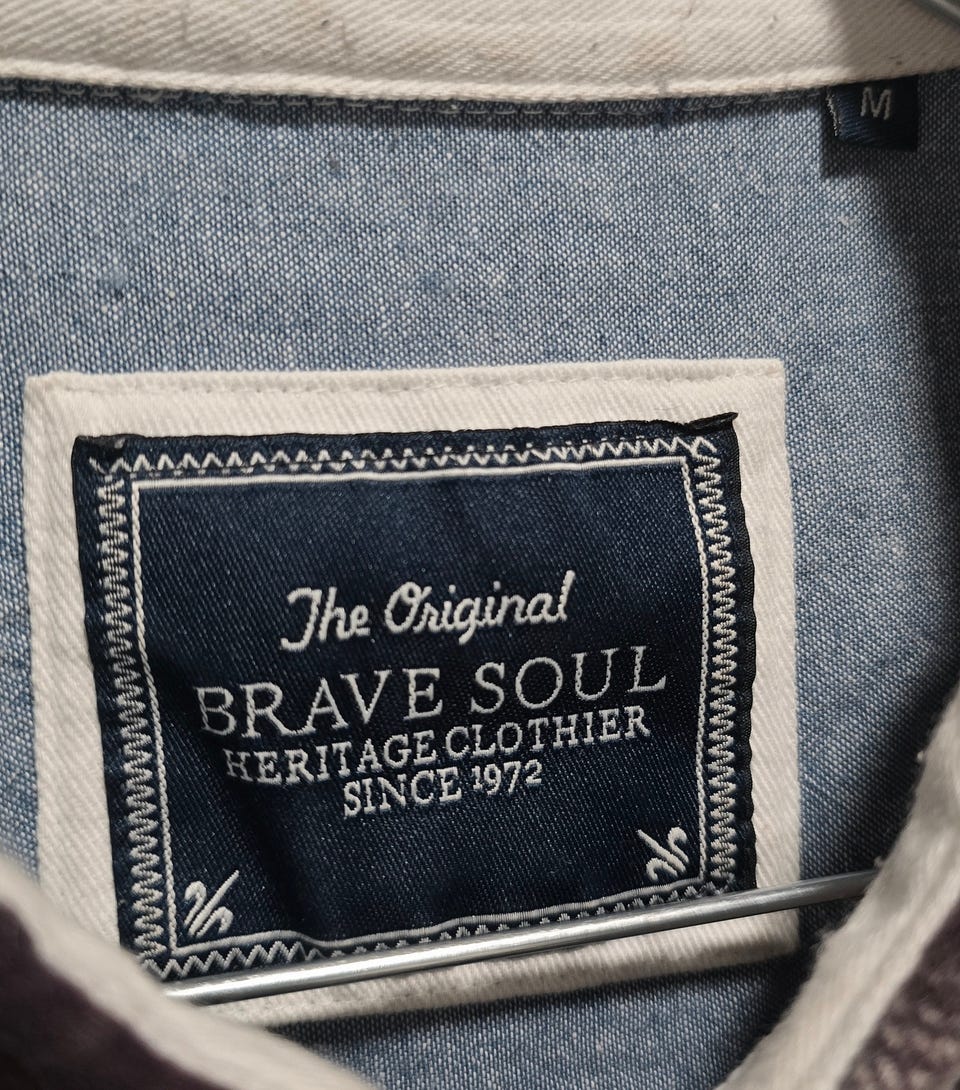 M
The Original
BRAVE SOUL
HERITAGE CLOTHIER
SINCE 1972